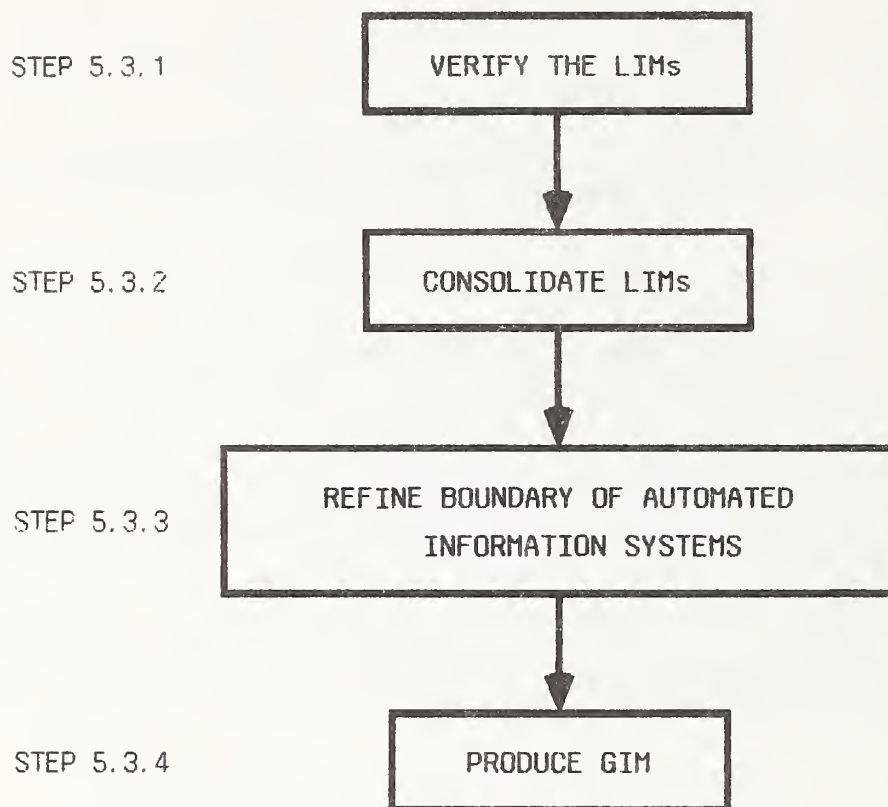 STEP 5.3.1
VERIFY THE LIMs
STEP 5.3.2
CONSOLIDATE LIMs
STEP 5.3.3
REFINE BOUNDARY OF AUTOMATED
INFORMATION SYSTEMS
STEP 5.3.4
PRODUCE GIM